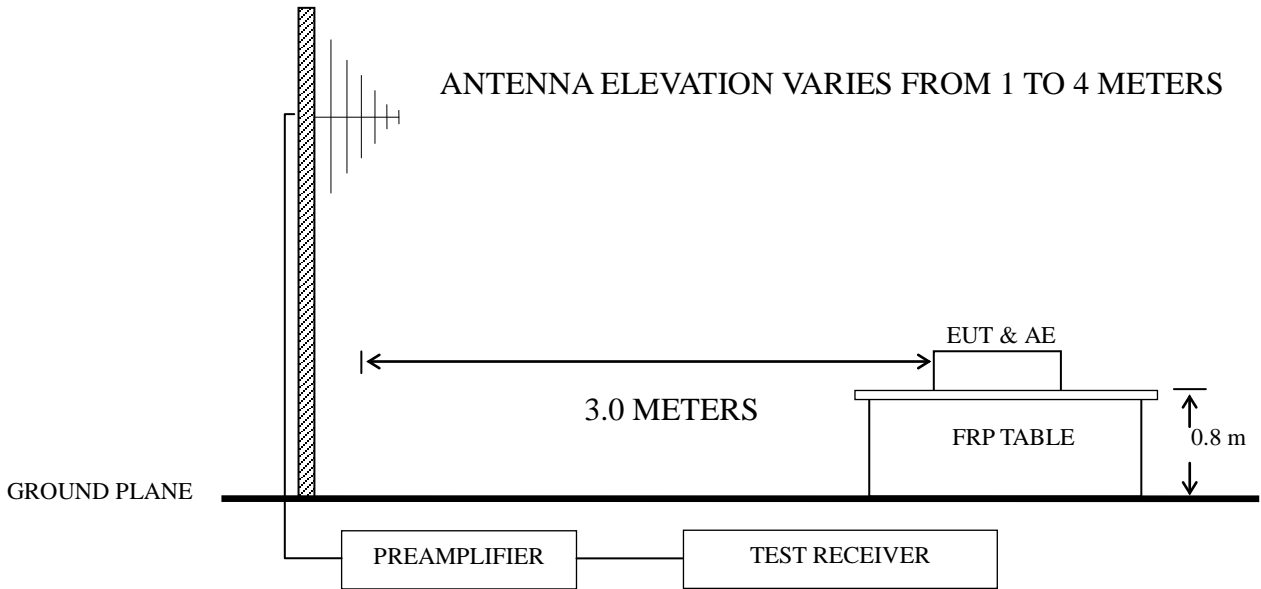 ANTENNA ELEVATION VARIES FROM 1 TO 4 METERS
EUT & AE
3.0 METERS
FRP TABLE
0.8 m
GROUND PLANE
PREAMPLIFIER
TEST RECEIVER